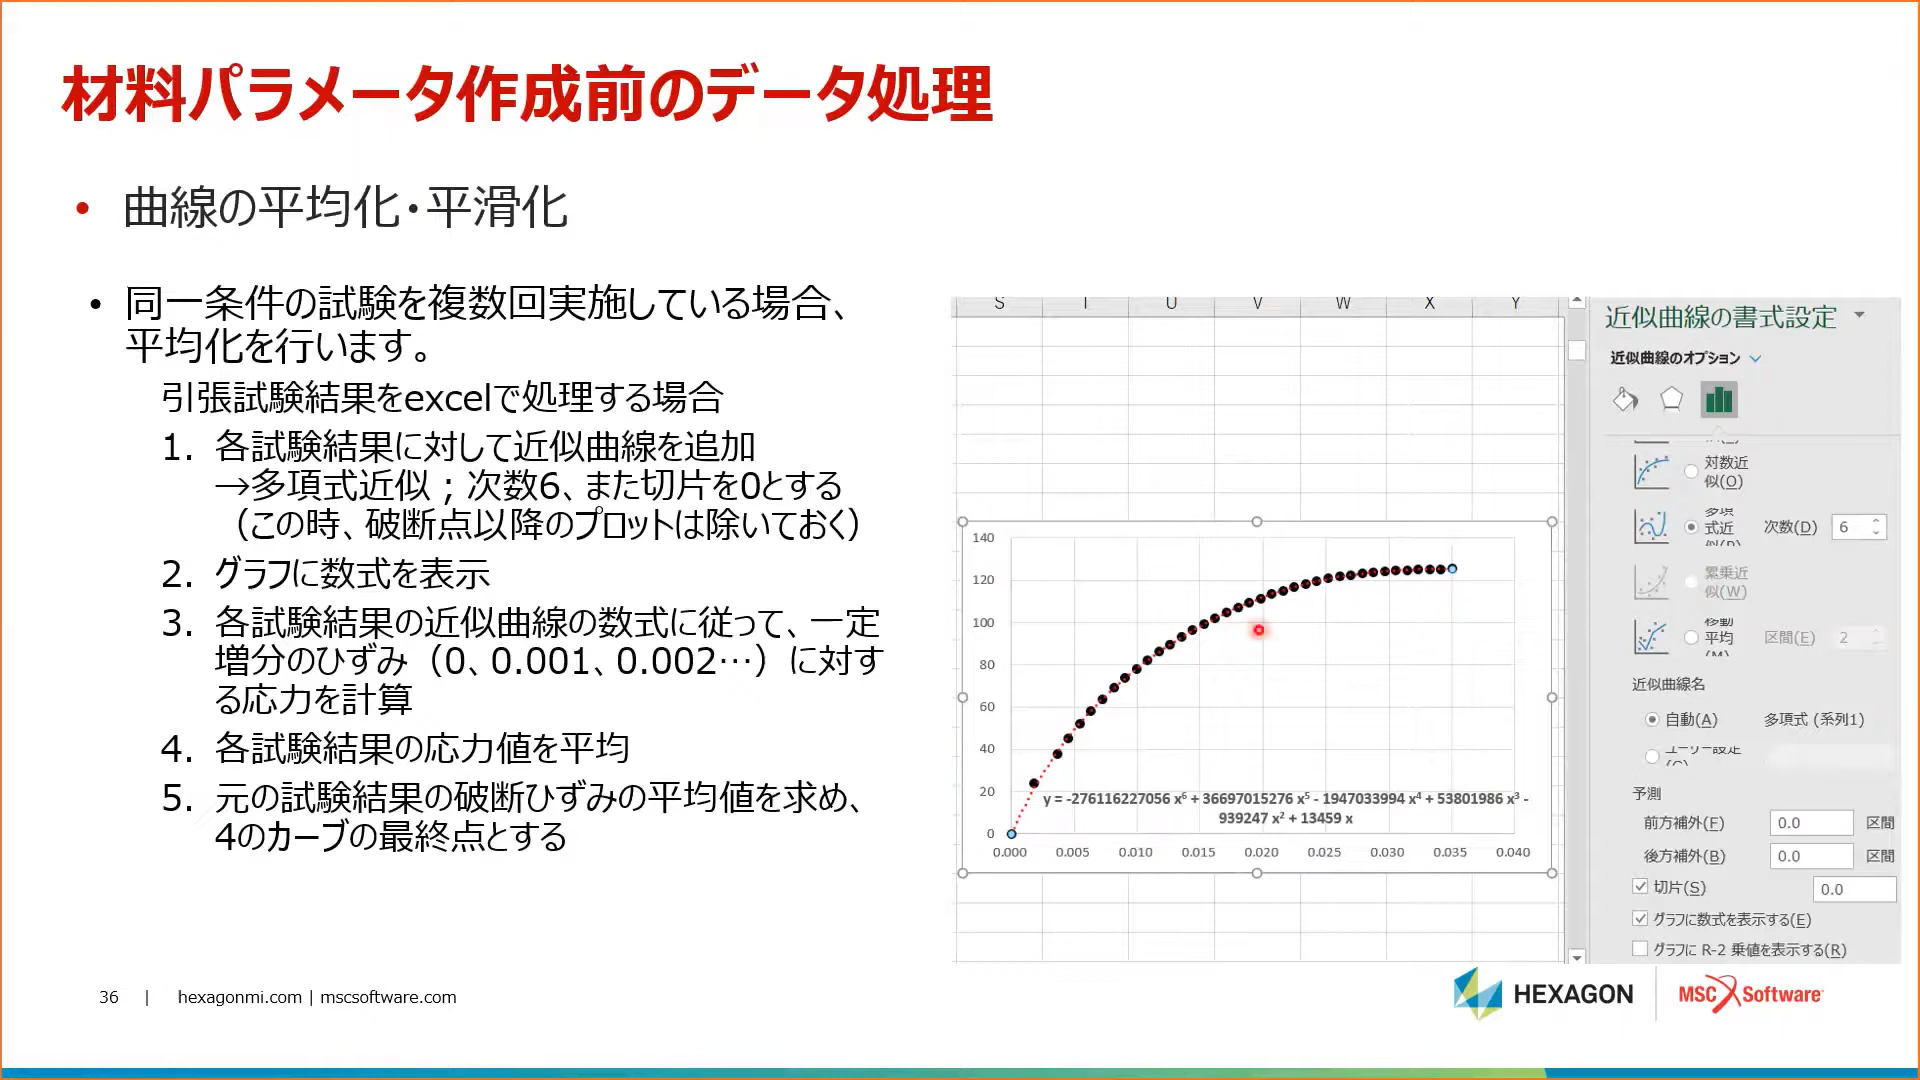 材料パラメータ作成前のデータ処理
• 曲線の平均化・平滑化
• 同一条件の試験を複数回実施している場合、
平均化を行います。
引張試験結果をexcelで処理する場合
1. 各試験結果に対して近似曲線を追加
→多項式近似；次数6、また切片を0とする
（この時、破断点以降のプロットは除いておく）
2. グラフに数式を表示
3. 各試験結果の近似曲線の数式に従って、一定
増分のひずみ（0、0.001、0.002…）に対す
る応力を計算
4. 各試験結果の応力値を平均
5. 元の試験結果の破断ひずみの平均値を求め、
4のカーブの最終点とする
S T U V W X Y
140
120
100
80
60
40
20
0
y = -276116227056 x⁶ + 36697015276 x⁵ - 1947033994 x⁴ + 53801986 x³ -
939247 x² + 13459 x
0.000 0.005 0.010 0.015 0.020 0.025 0.030 0.035 0.040
近似曲線の書式設定
近似曲線のオプション
対数近
似(O)
多項
式近
似(P)
次数(D) 6
累乗近
似(W)
移動
平均
(M)
区間(E) 2
近似曲線名
自動(A) 多項式 (系列1)
ユーザー設定
(C)
予測
前方補外(F) 0.0 区間
後方補外(B) 0.0 区間
切片(S) 0.0
グラフに数式を表示する(E)
グラフに R-2 乗値を表示する(R)
36 | hexagonmi.com | mscsoftware.com
HEXAGON
MSC Software